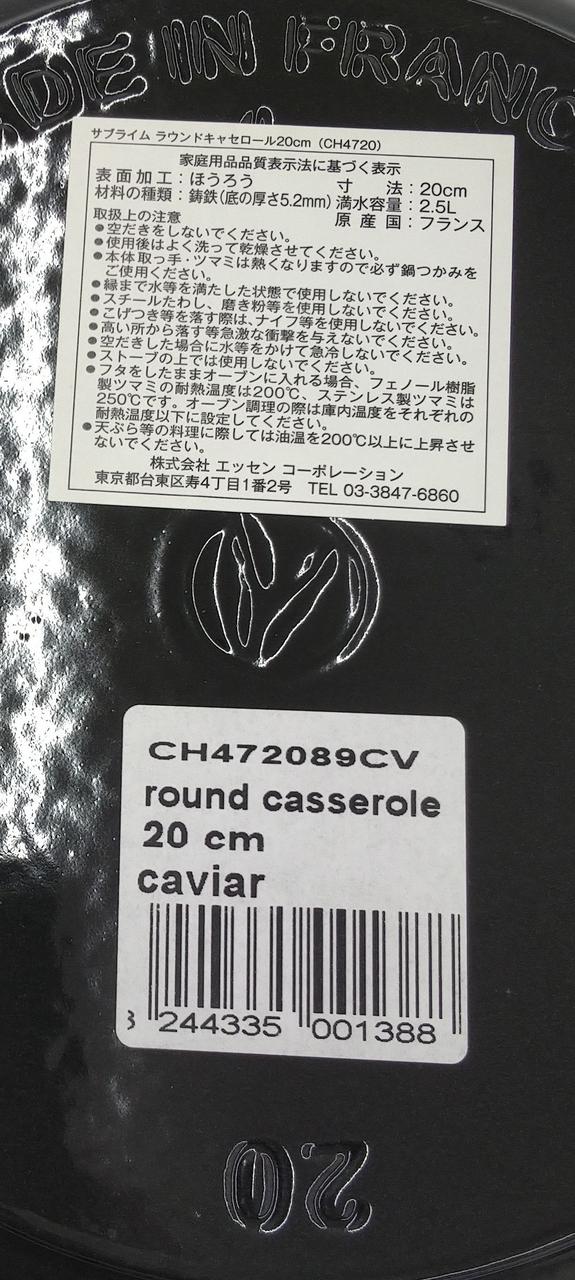 DE IN FRANC
サブライム ラウンドキャセロール20cm（CH4720）
家庭用品品質表示法に基づく表示
表面加工：ほうろう 寸 法：20cm
材料の種類：鋳鉄(底の厚さ5.2mm) 満水容量：2.5L
原産国：フランス
取扱上の注意
●空だきをしないでください。
●使用後はよく洗って乾燥させてください。
●本体取っ手・ツマミは熱くなりますので必ず鍋つかみを
ご使用ください。
●縁まで水等を満たした状態で使用しないでください。
●スチールたわし、磨き粉等を使用しないでください。
●こげつき等を落す際は、ナイフ等を使用しないでください。
●高い所から落す等急激な衝撃を与えないでください。
●空だきした場合に水等をかけて急冷しないでください。
●ストーブの上では使用しないでください。
●フタをしたままオーブンに入れる場合、フェノール樹脂
製ツマミの耐熱温度は200℃、ステンレス製ツマミは
250℃です。オーブン調理の際は庫内温度をそれぞれの
耐熱温度以下に設定してください。
●天ぷら等の料理に際しては油温を200℃以上に上昇させ
ないでください。
株式会社 エッセン コーポレーション
東京都台東区寿4丁目1番2号 TEL 03-3847-6860
CH472089CV
round casserole
20 cm
caviar
3 244335 001388
20